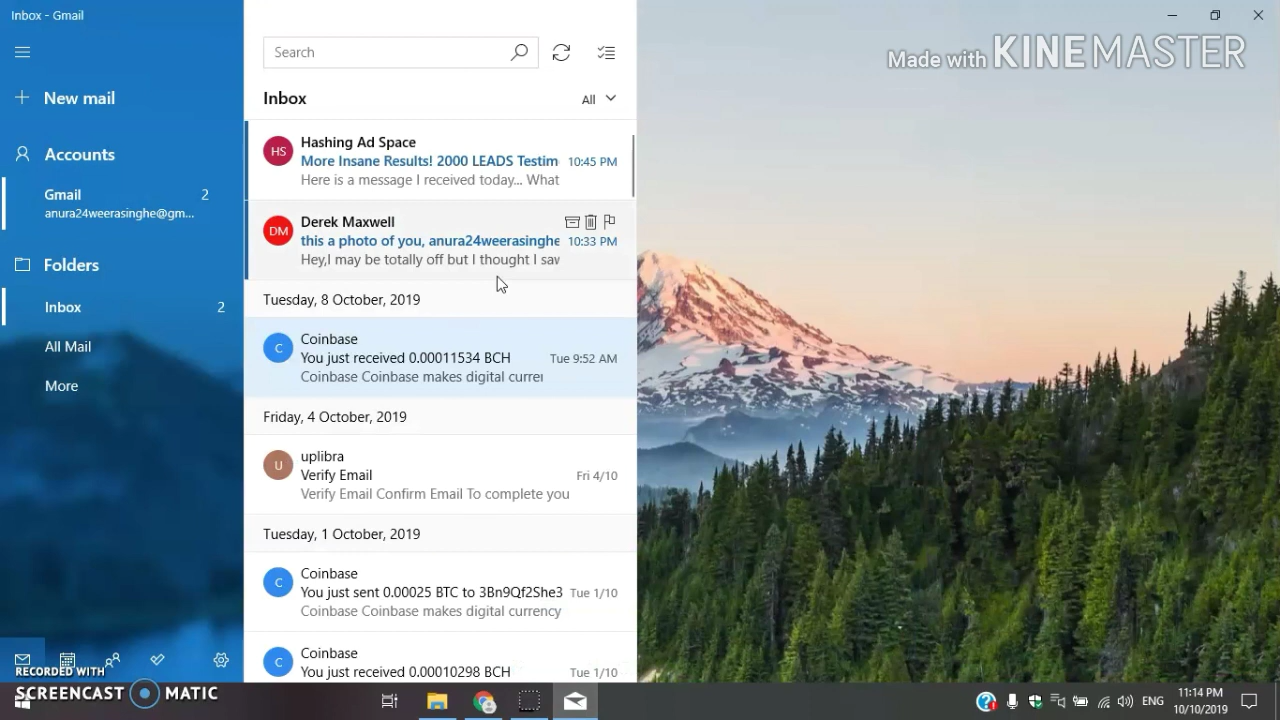 Inbox - Gmail
Made with KINEMASTER
Search
New mail
Inbox
All
Accounts
Gmail 2
anura24weerasinghe@gm...
Folders
Inbox 2
All Mail
More
HS
Hashing Ad Space
More Insane Results! 2000 LEADS Testim 10:45 PM
Here is a message I received today... What
DM
Derek Maxwell
this a photo of you, anura24weerasinghe 10:33 PM
Hey,I may be totally off but I thought I sav
Tuesday, 8 October, 2019
C
Coinbase
You just received 0.00011534 BCH Tue 9:52 AM
Coinbase Coinbase makes digital currer
Friday, 4 October, 2019
U
uplibra
Verify Email Fri 4/10
Verify Email Confirm Email To complete you
Tuesday, 1 October, 2019
C
Coinbase
You just sent 0.00025 BTC to 3Bn9Qf2She3 Tue 1/10
Coinbase Coinbase makes digital currency
C
Coinbase
You just received 0.00010298 BCH Tue 1/10
RECORDED WITH
SCREENCAST MATIC
ENG
11:14 PM
10/10/2019